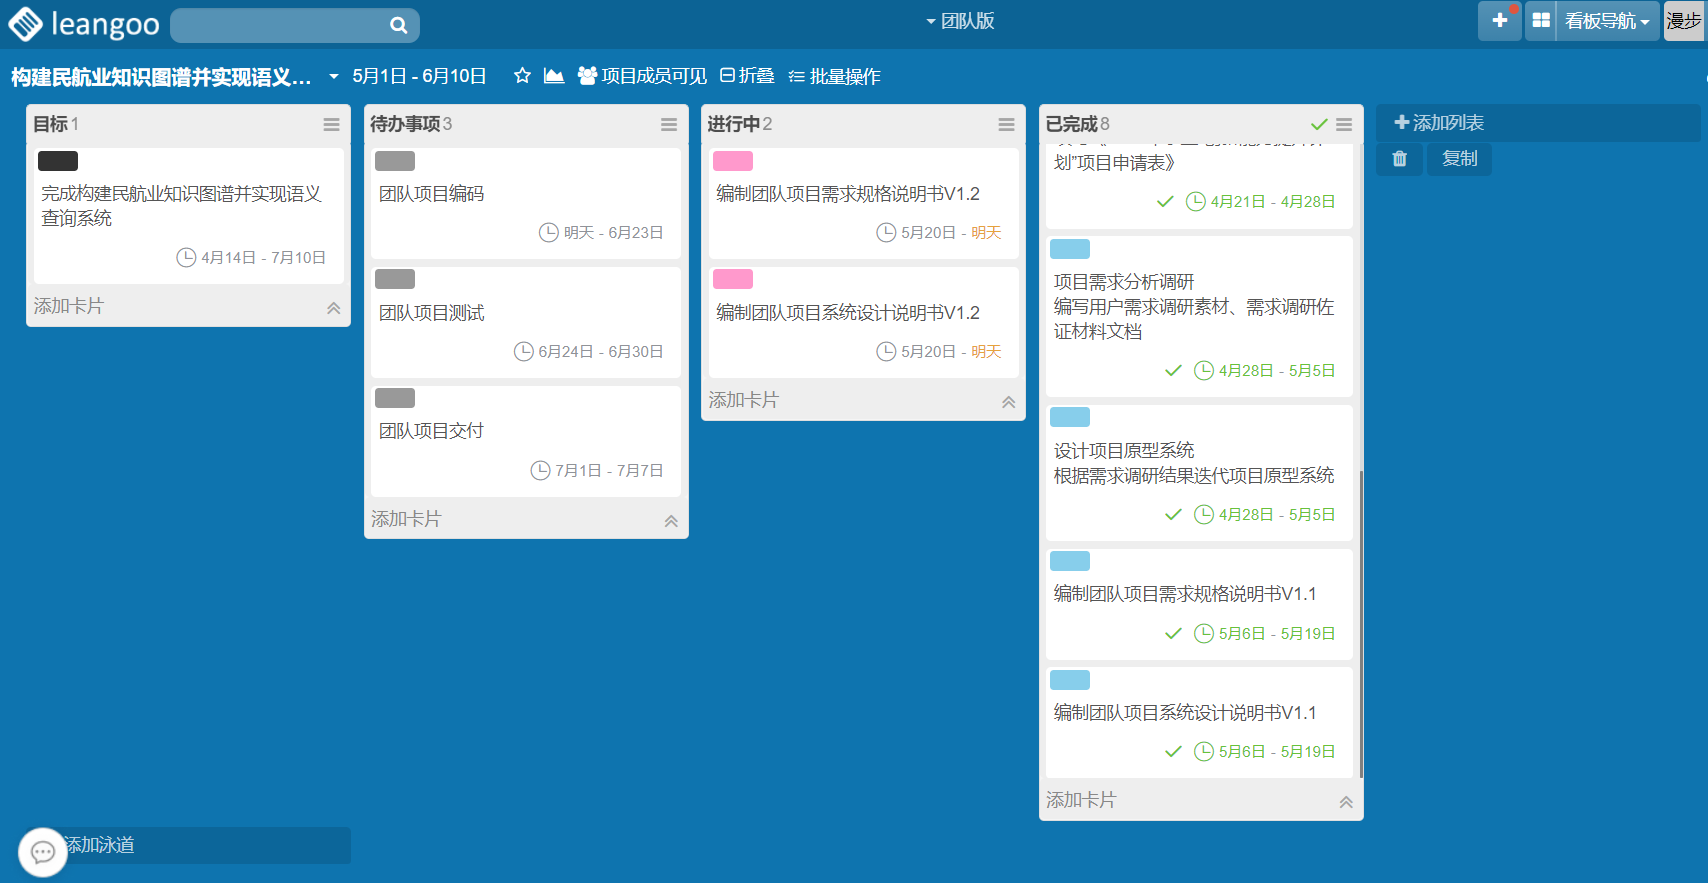 leangoo
团队版
看板导航
漫步
构建民航业知识图谱并实现语义...
5月1日 - 6月10日
项目成员可见
折叠
批量操作
目标 1
完成构建民航业知识图谱并实现语义
查询系统
4月14日 - 7月10日
添加卡片
待办事项 3
团队项目编码
明天 - 6月23日
团队项目测试
6月24日 - 6月30日
团队项目交付
7月1日 - 7月7日
添加卡片
进行中 2
编制团队项目需求规格说明书V1.2
5月20日 - 明天
编制团队项目系统设计说明书V1.2
5月20日 - 明天
添加卡片
已完成 8
划”项目申请表》
4月21日 - 4月28日
项目需求分析调研
编写用户需求调研素材、需求调研佐
证材料文档
4月28日 - 5月5日
设计项目原型系统
根据需求调研结果迭代项目原型系统
4月28日 - 5月5日
编制团队项目需求规格说明书V1.1
5月6日 - 5月19日
编制团队项目系统设计说明书V1.1
5月6日 - 5月19日
添加卡片
添加列表
复制
添加泳道